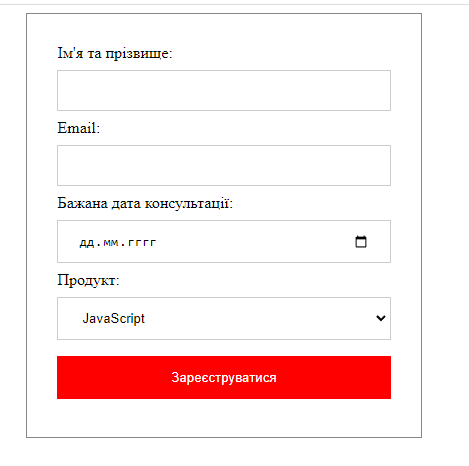 Ім'я та прізвище:
Email:
Бажана дата консультації:
дд.мм.гггг
Продукт:
JavaScript
Зареєструватися